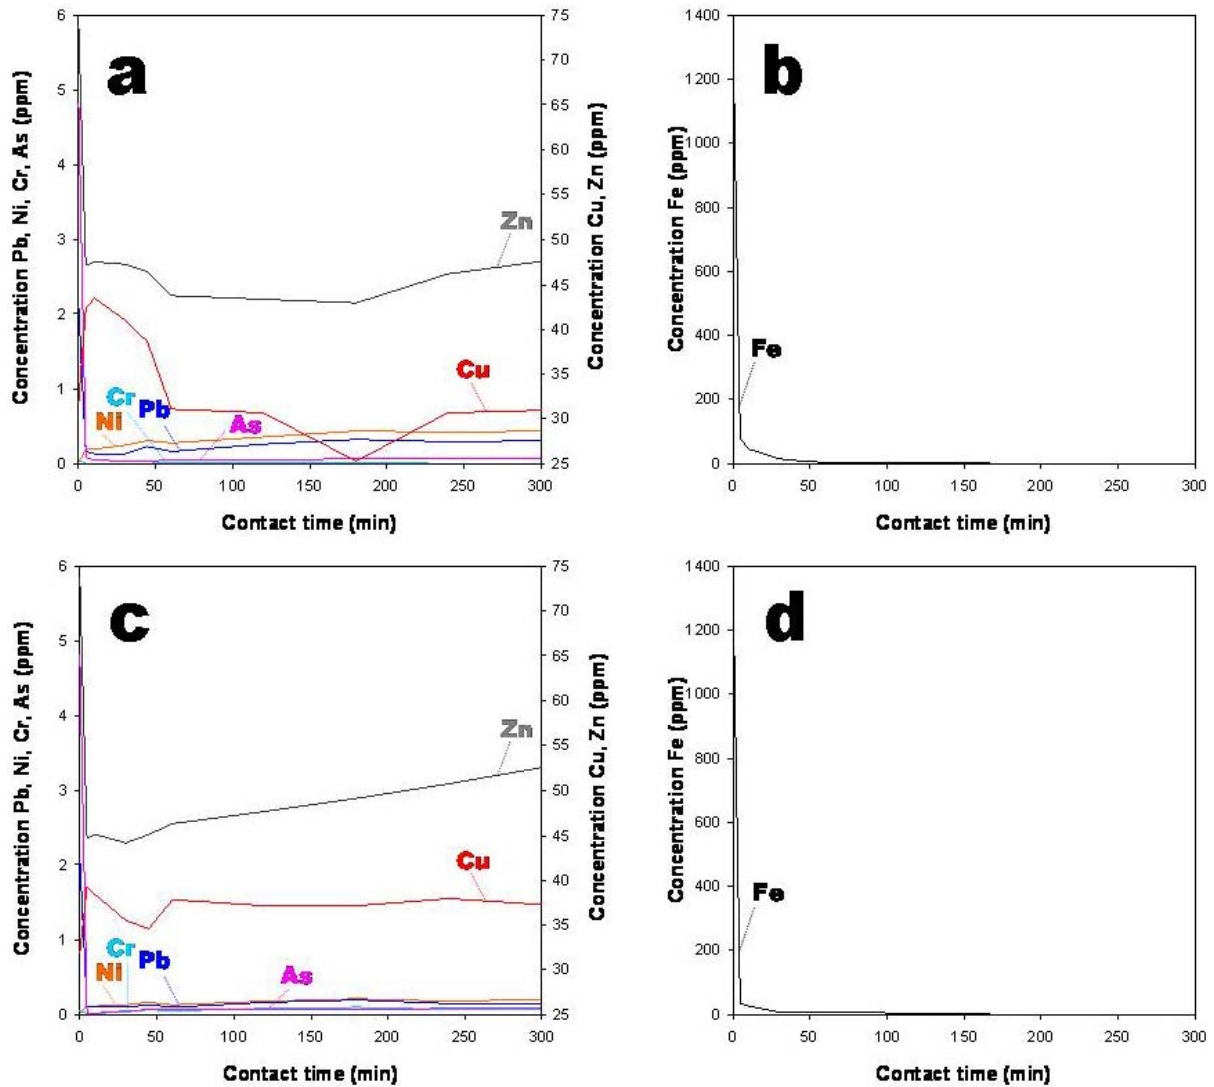 a
Concentration Pb, Ni, Cr, As (ppm)
6
5
4
3
2
1
0
75
70
65
60
55
50
45
40
35
30
25
Concentration Cu, Zn (ppm)
Zn
Cu
Cr
Pb
Ni
As
0 50 100 150 200 250 300
Contact time (min)
b
Concentration Fe (ppm)
1400
1200
1000
800
600
400
200
0
Fe
0 50 100 150 200 250 300
Contact time (min)
c
Concentration Pb, Ni, Cr, As (ppm)
6
5
4
3
2
1
0
75
70
65
60
55
50
45
40
35
30
25
Concentration Cu, Zn (ppm)
Zn
Cu
Cr
Pb
Ni
As
0 50 100 150 200 250 300
Contact time (min)
d
Concentration Fe (ppm)
1400
1200
1000
800
600
400
200
0
Fe
0 50 100 150 200 250 300
Contact time (min)